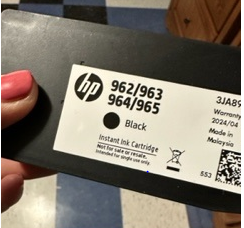 hp
962/963
964/965
Black
Instant Ink Cartridge
Not for sale or resale.
Intended for single use only.
3JA8
Warranty
2024/04
Made in
Malaysia
553